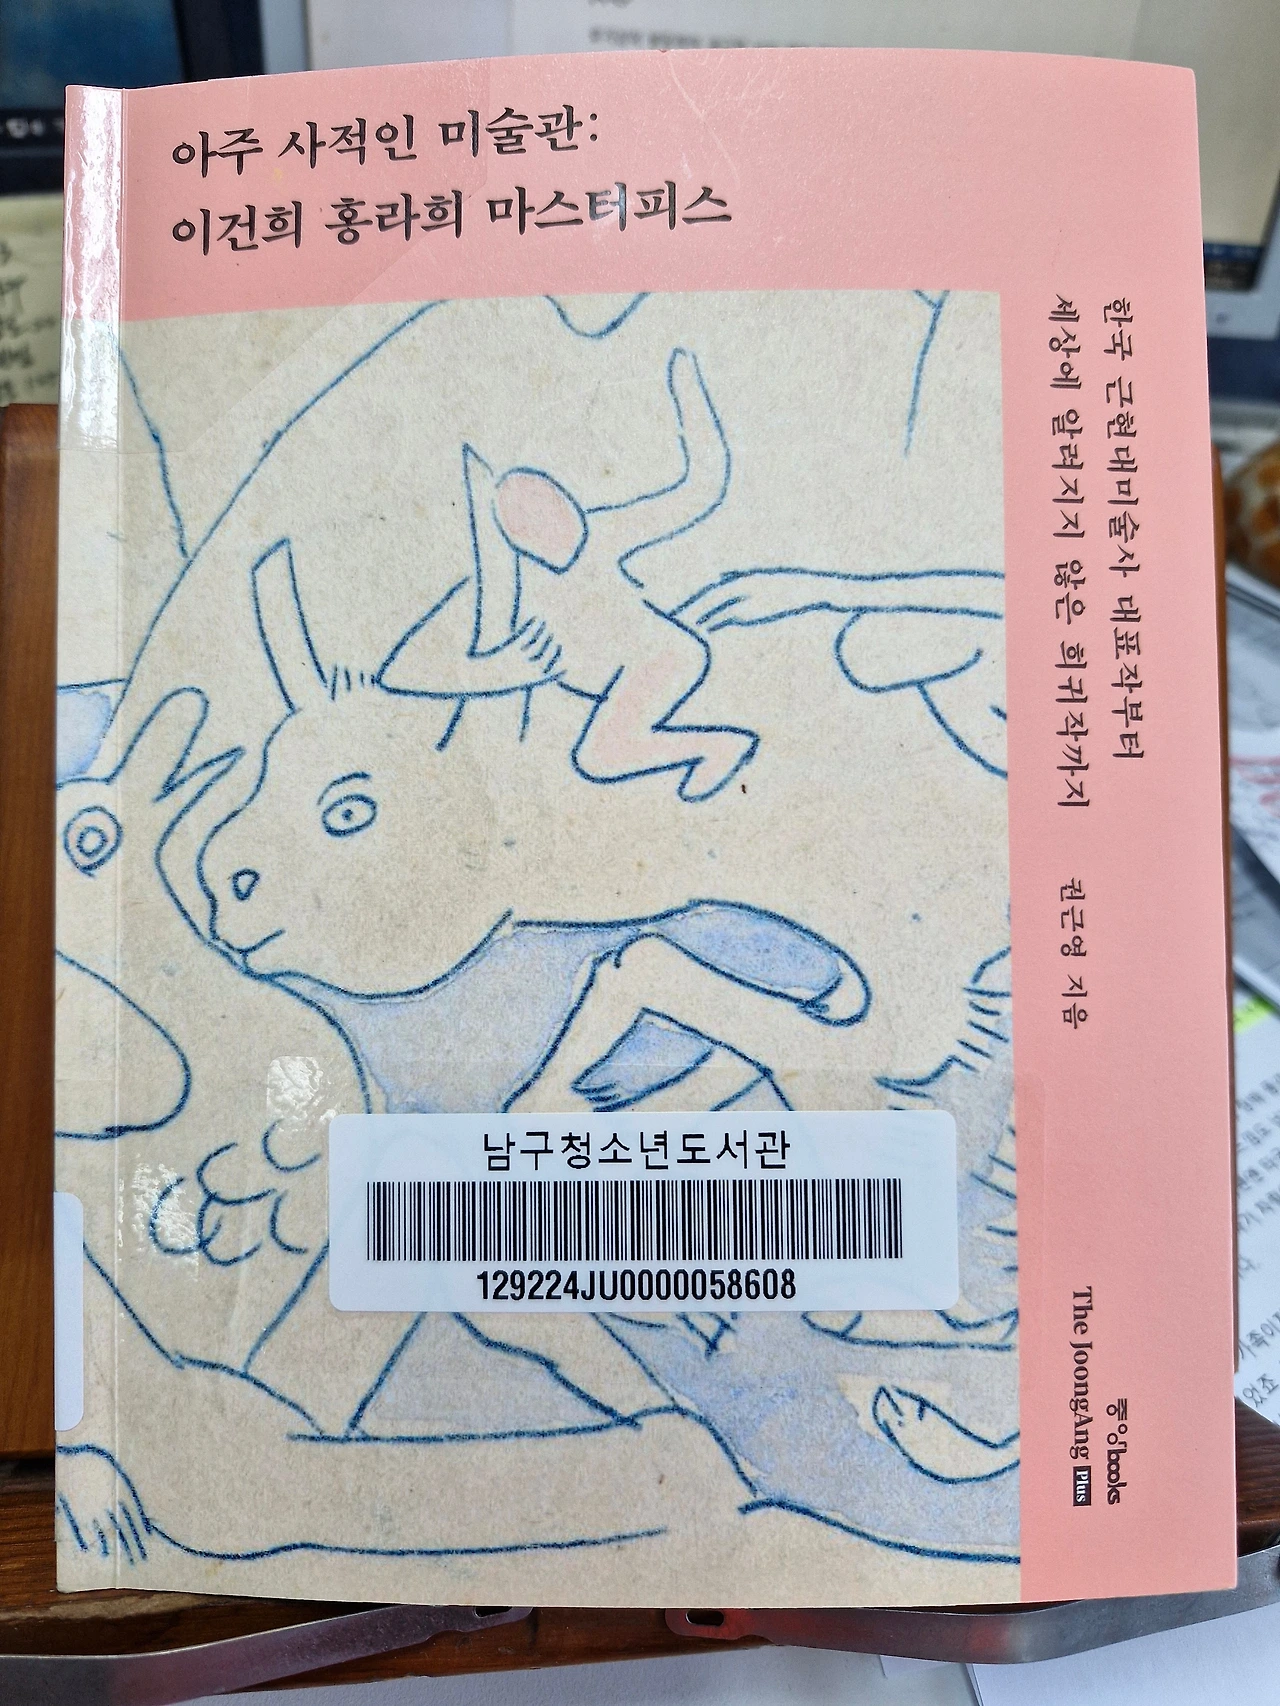 아주 사적인 미술관:
이건희 홍라희 마스터피스
한국 근현대미술사 대표작부터
세상에 알려지지 않은 희귀작까지
권근영 지음
중앙books
The JoongAng Plus
남구청소년도서관
129224JU0000058608